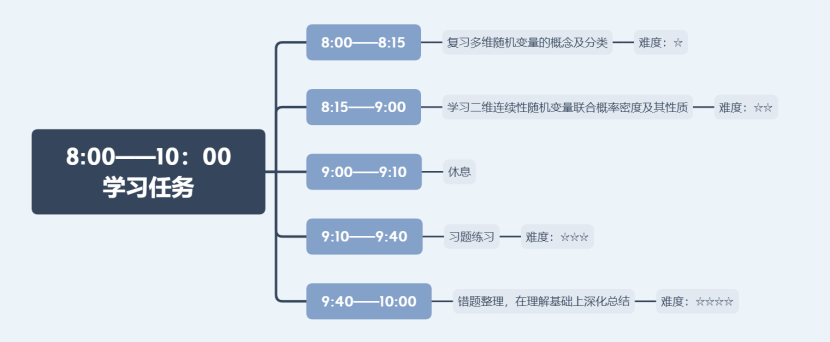 8:00——10：00
学习任务
8:00——8:15
复习多维随机变量的概念及分类
难度：☆
8:15——9:00
学习二维连续性随机变量联合概率密度及其性质
难度：☆☆
9:00——9:10
休息
9:10——9:40
习题练习
难度：☆☆☆
9:40——10:00
错题整理，在理解基础上深化总结
难度：☆☆☆☆